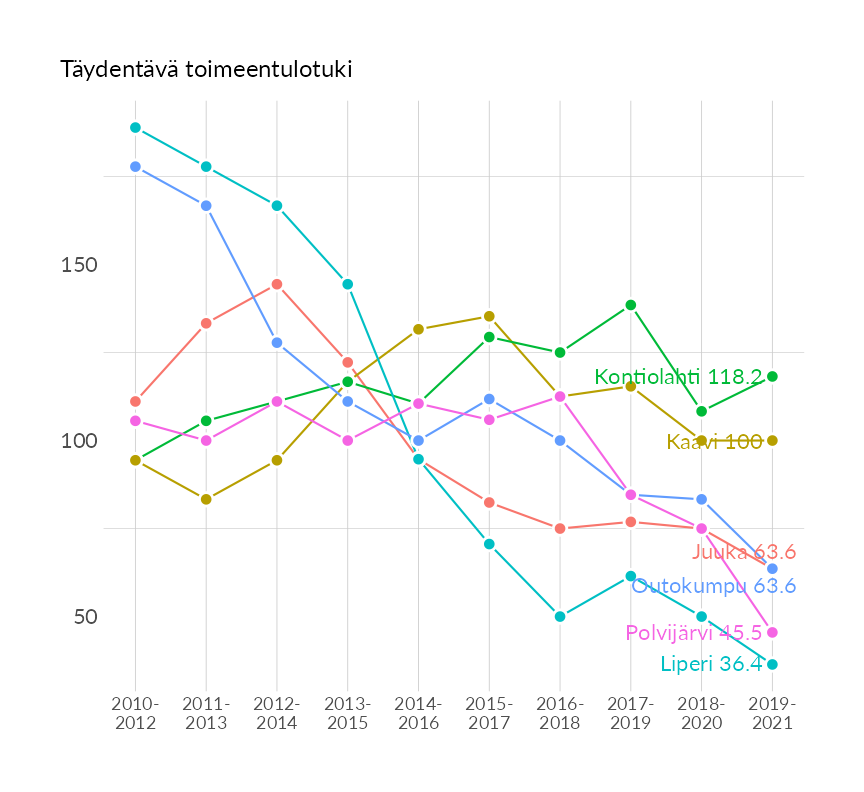 Täydentävä toimeentulotuki
150
100
50
Kontiolahti 118.2
Kaavi 100
Juuka 63.6
Outokumpu 63.6
Polvijärvi 45.5
Liperi 36.4
2010- 2011- 2012- 2013- 2014- 2015- 2016- 2017- 2018- 2019-
2012 2013 2014 2015 2016 2017 2018 2019 2020 2021